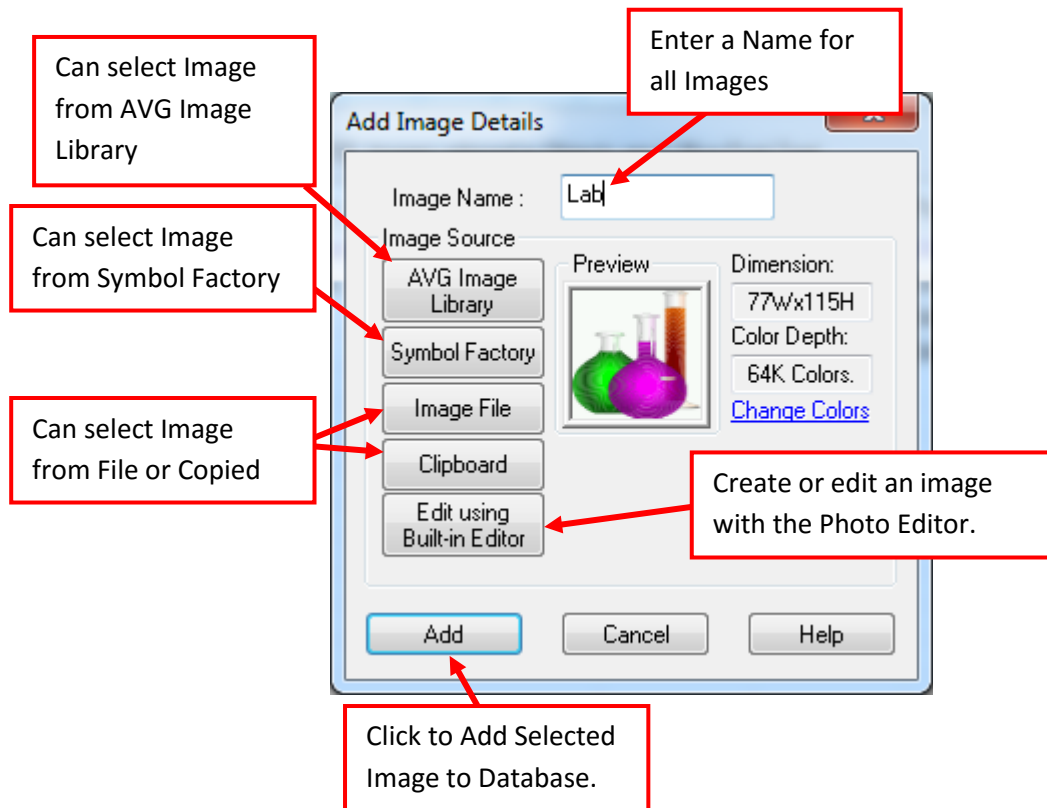 Can select Image
from AVG Image
Library
Enter a Name for
all Images
Add Image Details
Image Name :
Lab
Can select Image
from Symbol Factory
Image Source
AVG Image
Library
Symbol Factory
Image File
Clipboard
Edit using
Built-in Editor
Preview
Dimension:
77Wx115H
Color Depth:
64K Colors.
Change Colors
Can select Image
from File or Copied
Create or edit an image
with the Photo Editor.
Add
Cancel
Help
Click to Add Selected
Image to Database.